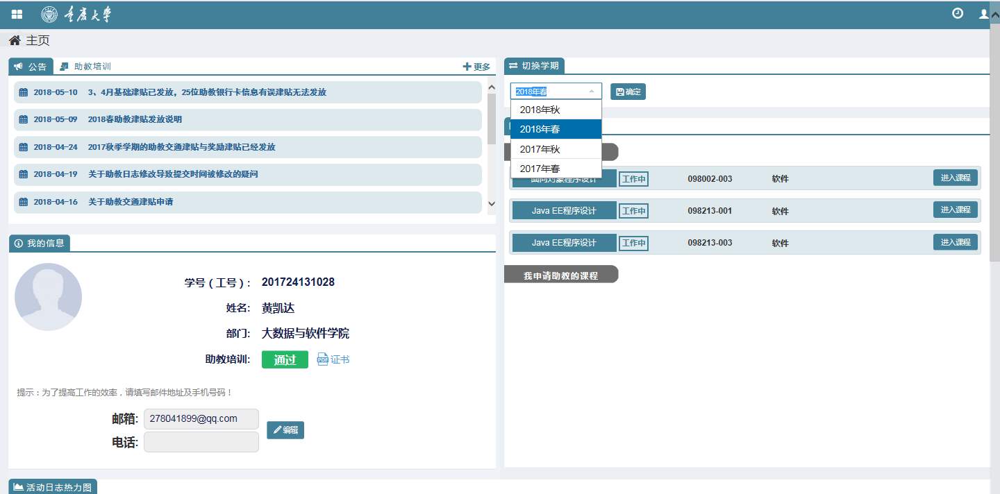 重庆大学
主页
公告 助教培训 更多
2018-05-10 3、4月基础津贴已发放，25位助教银行卡信息有误津贴无法发放
2018-05-09 2018春助教津贴发放说明
2018-04-24 2017秋季学期的助教交通津贴与奖励津贴已经发放
2018-04-19 关于助教日志修改导致提交时间被修改的疑问
2018-04-16 关于助教交通津贴申请
我的信息
学号（工号）： 201724131028
姓名: 黄凯达
部门: 大数据与软件学院
助教培训: 通过 PDF 证书
提示：为了提高工作的效率，请填写邮件地址及手机号码！
邮箱: 278041899@qq.com
编辑
电话:
活动日志热力图
切换学期
2018年春 确定
2018年秋
2018年春
2017年秋
2017年春
面向对象程序设计 工作中 098002-003 软件 进入课程
Java EE程序设计 工作中 098213-001 软件 进入课程
Java EE程序设计 工作中 098213-003 软件 进入课程
我申请助教的课程